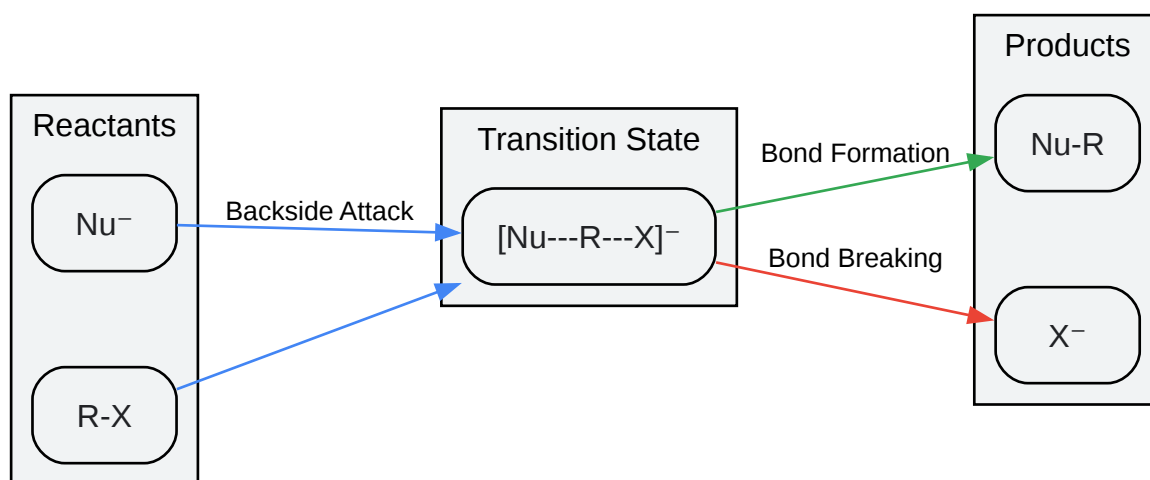 Reactants
Nu⁻
R-X
Backside Attack
Transition State
[Nu---R---X]⁻
Bond Formation
Bond Breaking
Products
Nu-R
X⁻